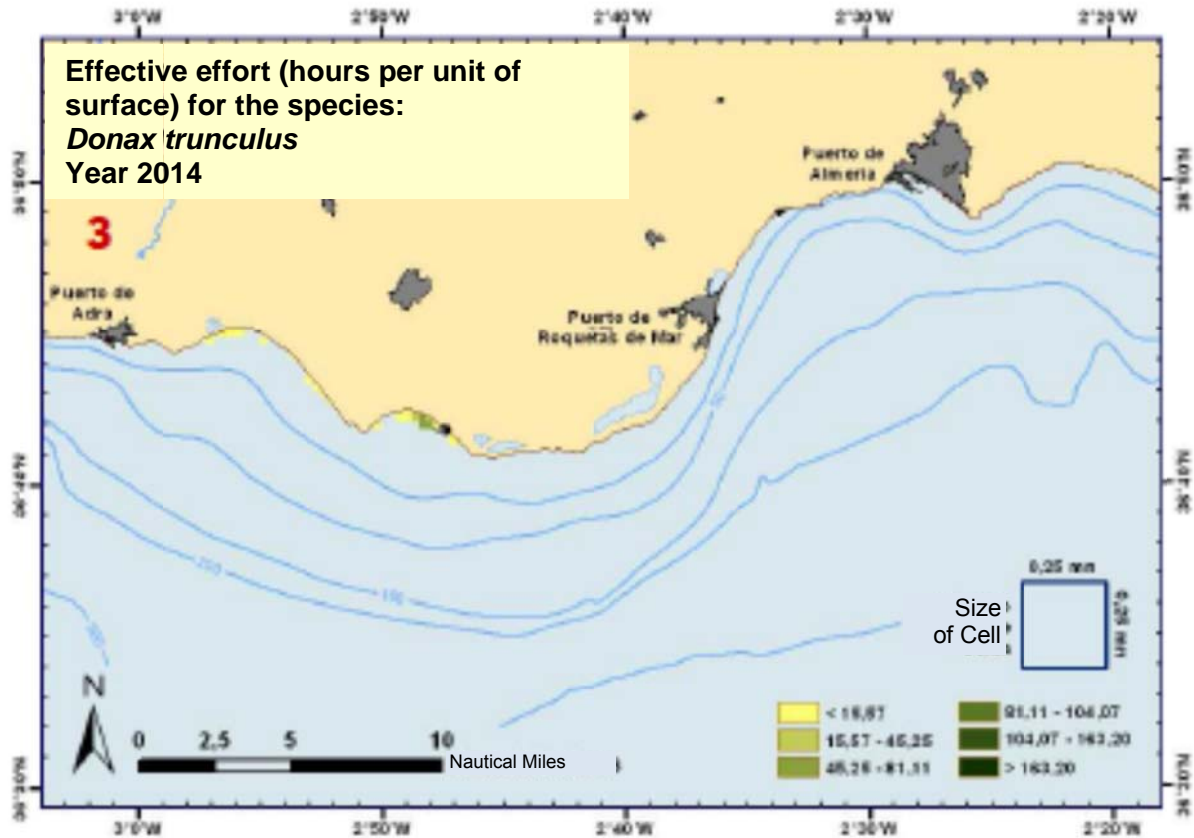 3°0'W 2°50'W 2°40'W 2°30'W 2°20'W
Effective effort (hours per unit of
surface) for the species:
Donax trunculus
Year 2014
3
Puerto de
Adra
Puerto de
Roquetas de Mar
Puerto de
Almeria
0,25 mn
0,25 mn
Size
of Cell
N
0 2,5 5 10
Nautical Miles
< 15,57
15,57 - 45,25
45,25 - 81,11
81,11 - 104,07
104,07 - 163,20
> 163,20
3°0'W 2°50'W 2°40'W 2°30'W 2°20'W